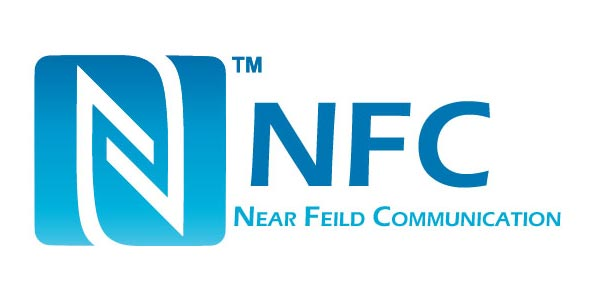 ™
NFC
NEAR FEILD COMMUNICATION